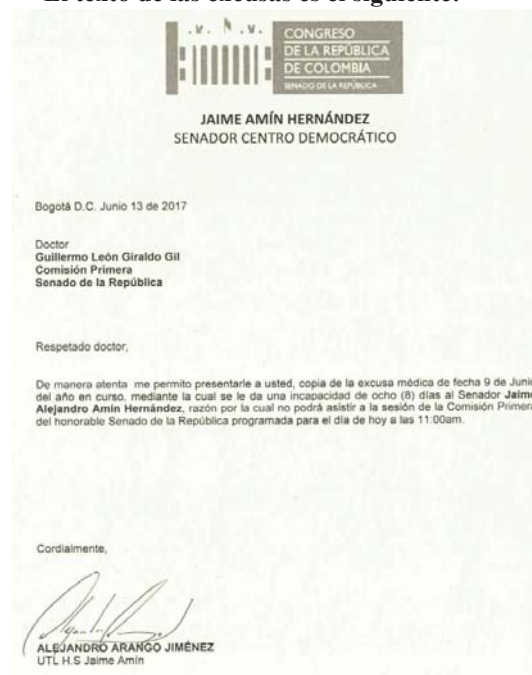 El texto de las excusas es el siguiente:
CONGRESO
DE LA REPÚBLICA
DE COLOMBIA
SENADO DE LA REPÚBLICA
JAIME AMÍN HERNÁNDEZ
SENADOR CENTRO DEMOCRÁTICO
Bogotá D.C. Junio 13 de 2017
Doctor
Guillermo León Giraldo Gil
Comisión Primera
Senado de la República
Respetado doctor,
De manera atenta me permito presentarle a usted, copia de la excusa médica de fecha 9 de Junio
del año en curso, mediante la cual se le da una incapacidad de ocho (8) días al Senador Jaime
Alejandro Amín Hernández, razón por la cual no podrá asistir a la sesión de la Comisión Primera
del honorable Senado de la República programada para el día de hoy a las 11:00am.
Cordialmente,
ALEJANDRO ARANGO JIMÉNEZ
UTL H.S Jaime Amín